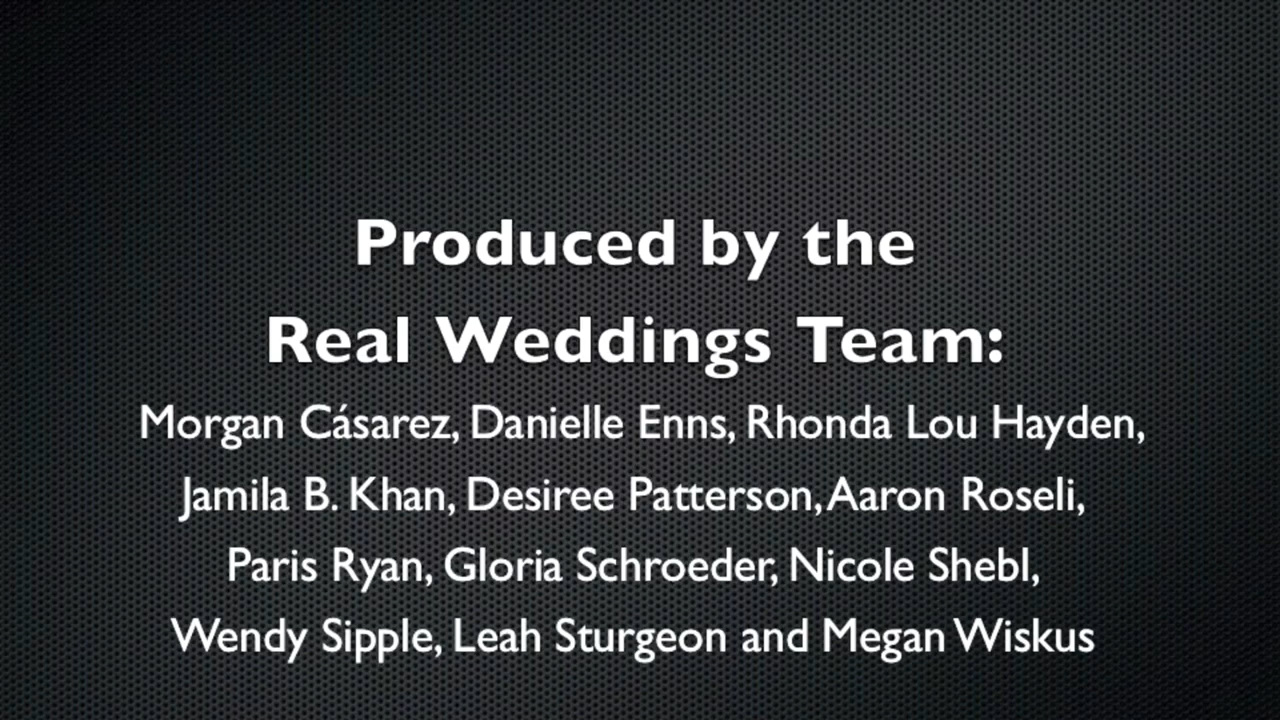 Produced by the
Real Weddings Team:
Morgan Cásarez, Danielle Enns, Rhonda Lou Hayden,
Jamila B. Khan, Desiree Patterson, Aaron Roseli,
Paris Ryan, Gloria Schroeder, Nicole Shebl,
Wendy Sipple, Leah Sturgeon and Megan Wiskus